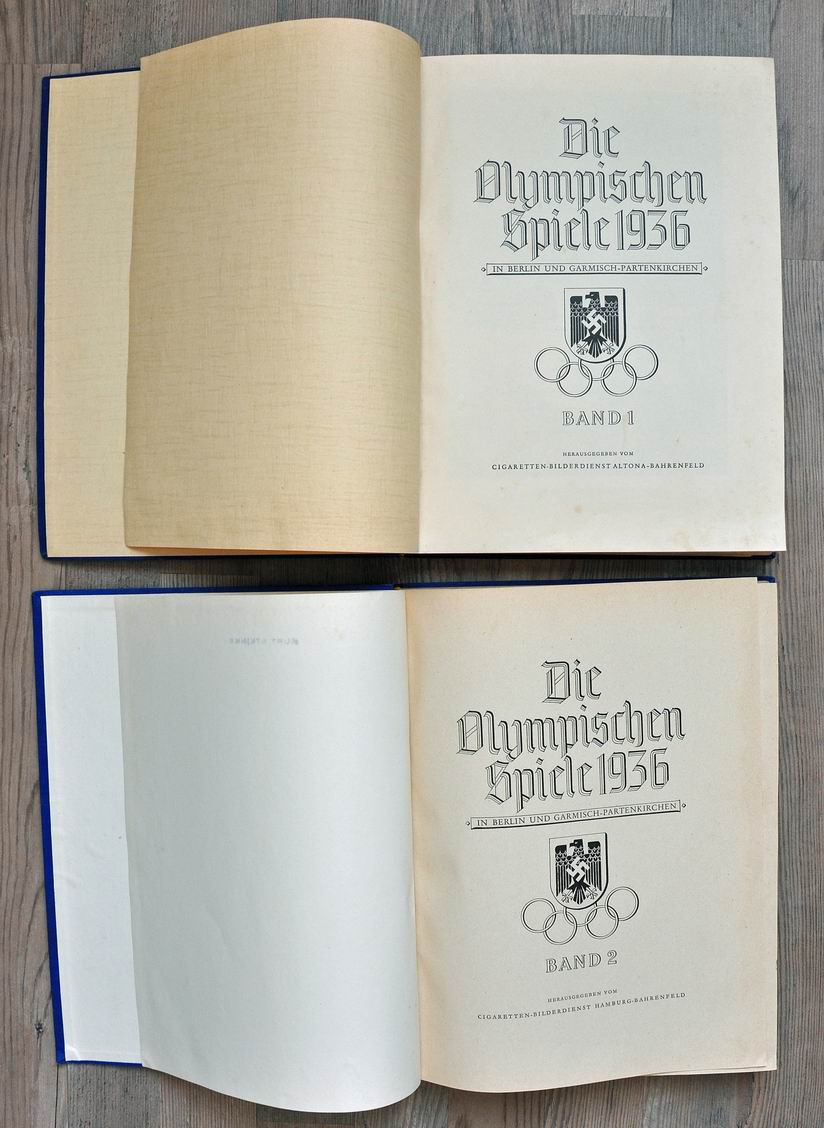 Die
Olympischen
Spiele 1936
IN BERLIN UND GARMISCH-PARTENKIRCHEN
BAND 1
HERAUSGEGEBEN VOM
CIGARETTEN-BILDERDIENST ALTONA-BAHRENFELD
Die
Olympischen
Spiele 1936
IN BERLIN UND GARMISCH-PARTENKIRCHEN
BAND 2
HERAUSGEGEBEN VOM
CIGARETTEN-BILDERDIENST HAMBURG-BAHRENFELD